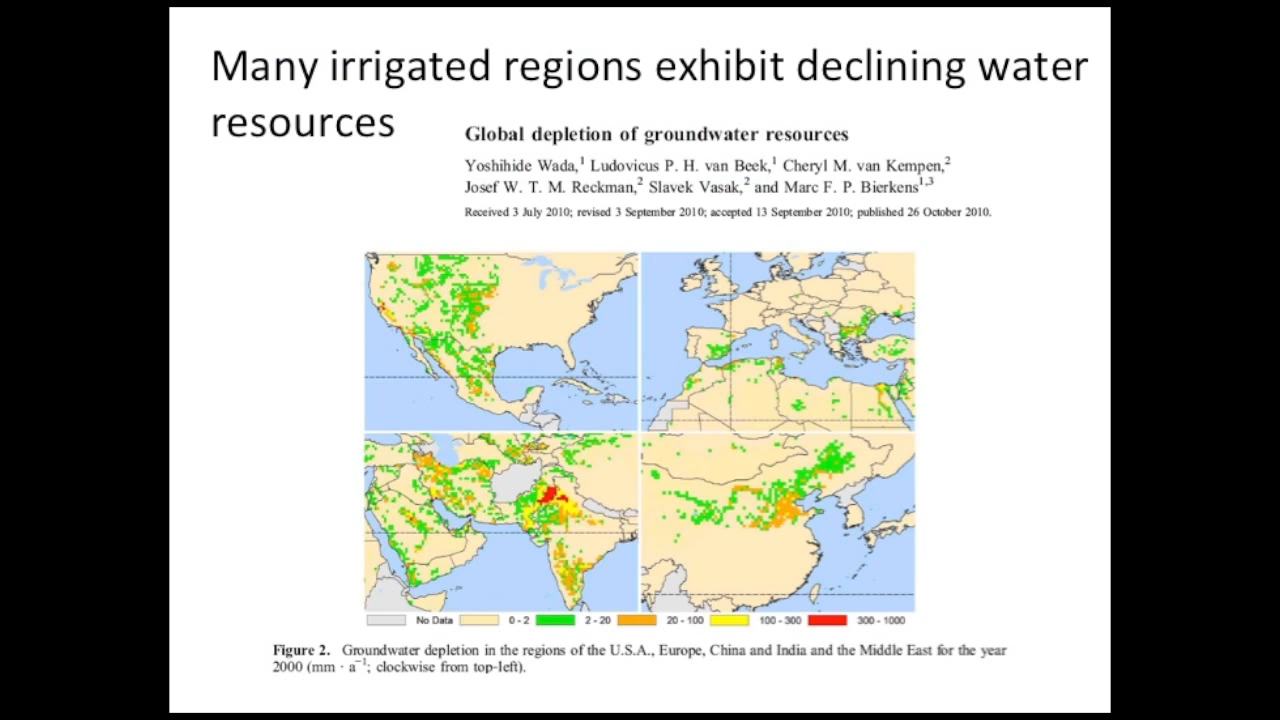 Many irrigated regions exhibit declining water
resources
Global depletion of groundwater resources
Yoshihide Wada,¹ Ludovicus P. H. van Beek,¹ Cheryl M. van Kempen,²
Josef W. T. M. Reckman,² Slavek Vasak,² and Marc F. P. Bierkens¹,³
Received 3 July 2010; revised 3 September 2010; accepted 13 September 2010; published 26 October 2010.
No Data 0 - 2 2 - 20 20 - 100 100 - 300 300 - 1000
Figure 2. Groundwater depletion in the regions of the U.S.A., Europe, China and India and the Middle East for the year
2000 (mm · a⁻¹; clockwise from top-left).